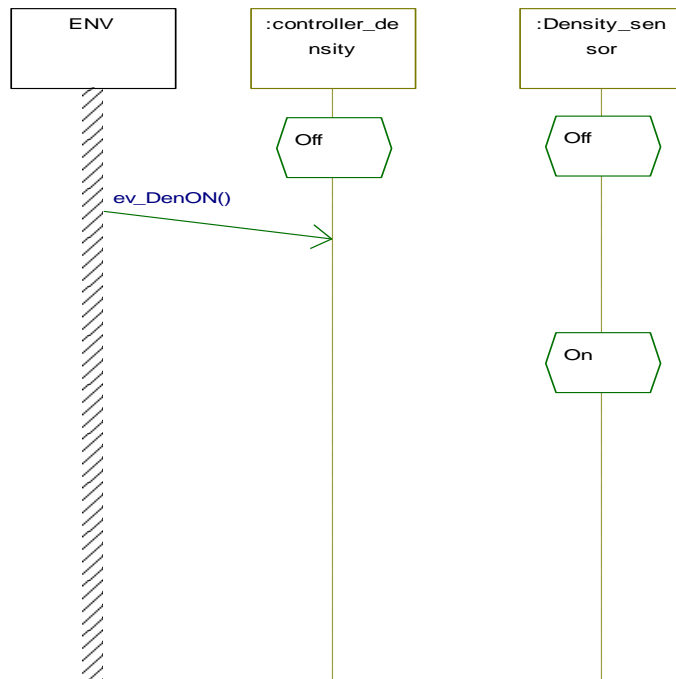 ENV
:controller_de
nsity
:Density_sen
sor
Off
Off
ev_DenON()
On